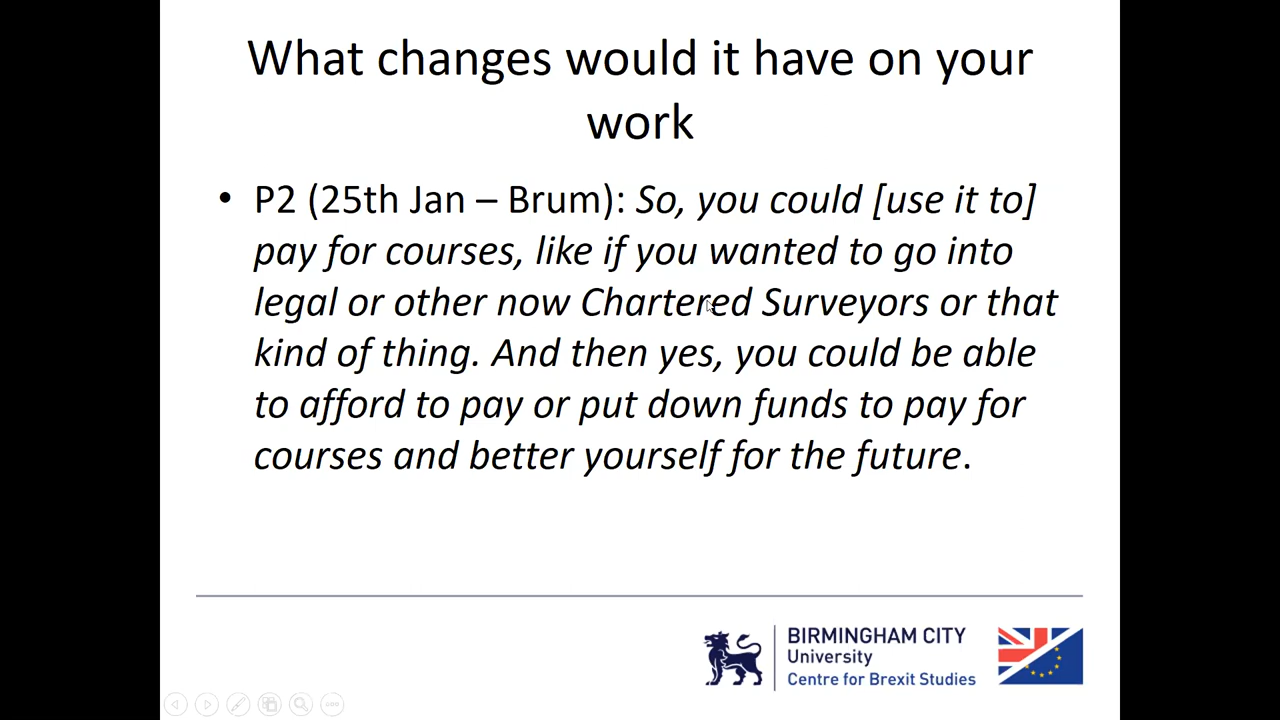 What changes would it have on your
work
• P2 (25th Jan – Brum): So, you could [use it to]
pay for courses, like if you wanted to go into
legal or other now Chartered Surveyors or that
kind of thing. And then yes, you could be able
to afford to pay or put down funds to pay for
courses and better yourself for the future.
BIRMINGHAM CITY
University
Centre for Brexit Studies